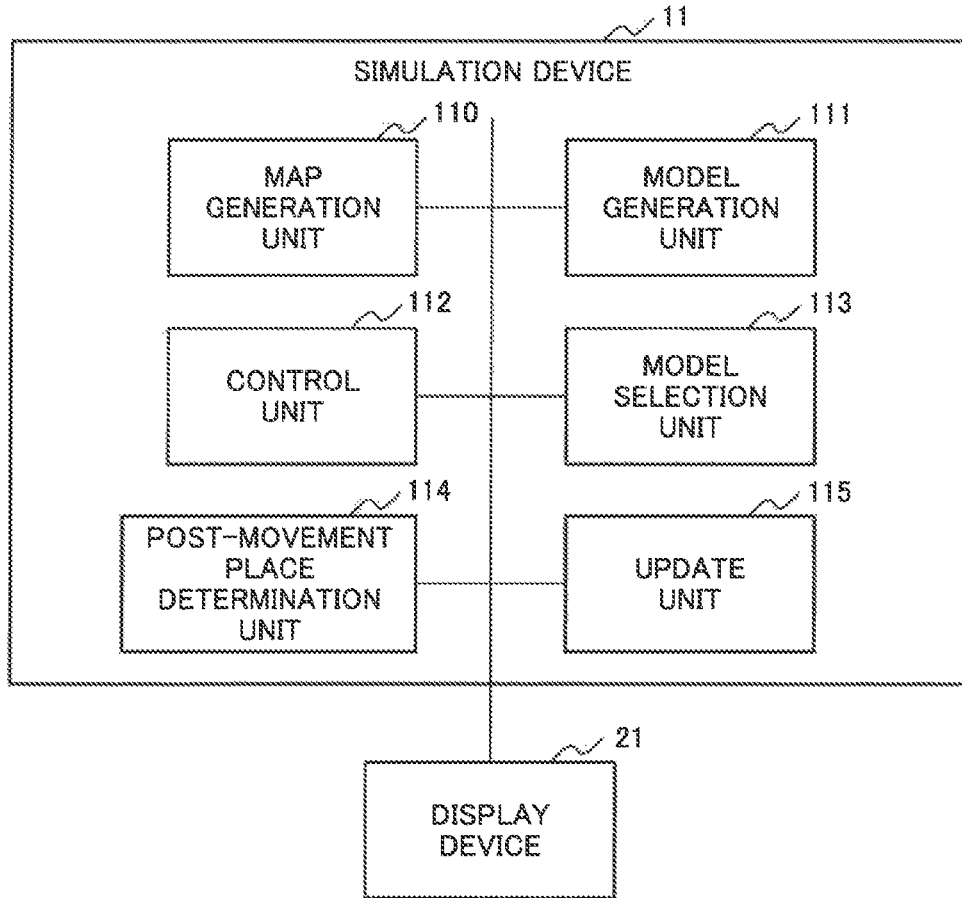 11
SIMULATION DEVICE
110
MAP
GENERATION
UNIT
111
MODEL
GENERATION
UNIT
112
CONTROL
UNIT
113
MODEL
SELECTION
UNIT
114
POST-MOVEMENT
PLACE
DETERMINATION
UNIT
115
UPDATE
UNIT
21
DISPLAY
DEVICE